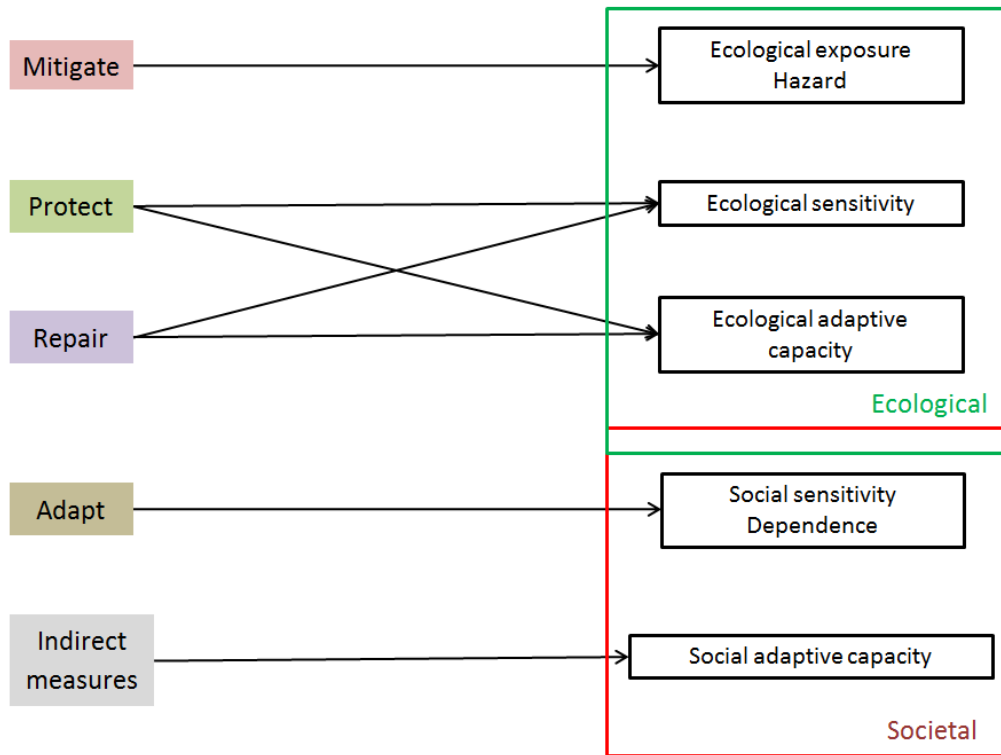 Mitigate
Ecological exposure
Hazard
Protect
Ecological sensitivity
Repair
Ecological adaptive
capacity
Ecological
Adapt
Social sensitivity
Dependence
Indirect
measures
Social adaptive capacity
Societal